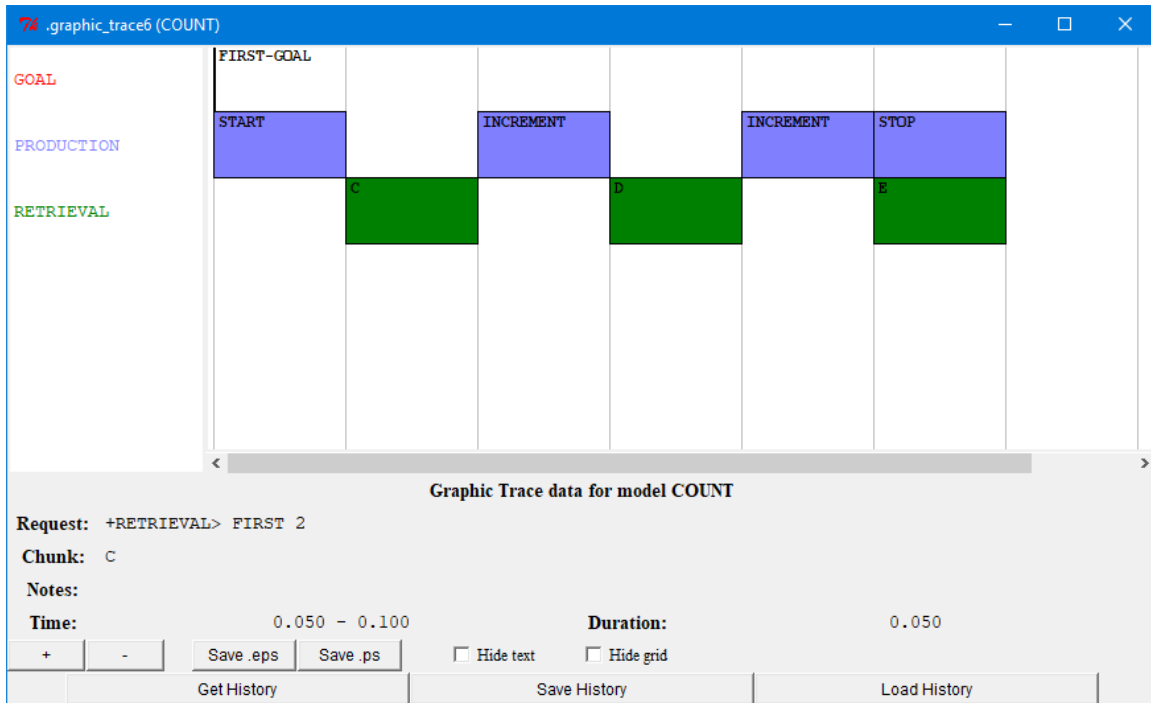 .graphic_trace6 (COUNT)
FIRST-GOAL
GOAL
START INCREMENT INCREMENT STOP
PRODUCTION
C D E
RETRIEVAL
Graphic Trace data for model COUNT
Request: +RETRIEVAL> FIRST 2
Chunk: C
Notes:
Time: 0.050 - 0.100 Duration: 0.050
+ - Save .eps Save .ps Hide text Hide grid
Get History Save History Load History